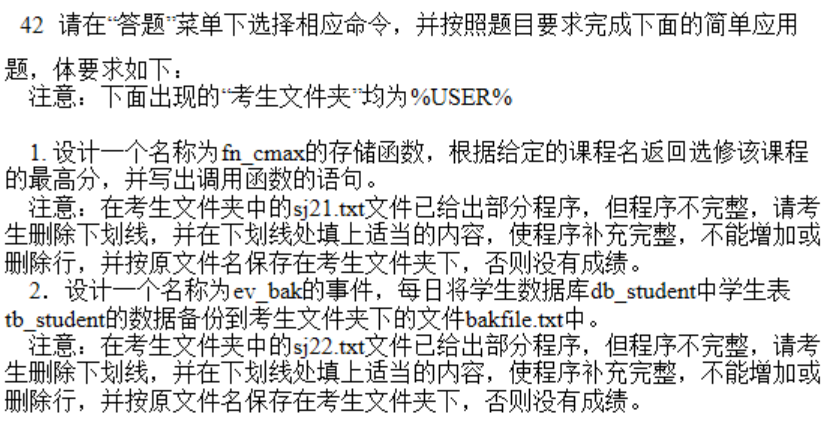 42 请在“答题”菜单下选择相应命令，并按照题目要求完成下面的简单应用
题，体要求如下：
注意：下面出现的“考生文件夹”均为%USER%
1. 设计一个名称为fn_cmax的存储函数，根据给定的课程名返回选修该课程
的最高分，并写出调用函数的语句。
注意：在考生文件夹中的sj21.txt文件已给出部分程序，但程序不完整，请考
生删除下划线，并在下划线处填上适当的内容，使程序补充完整，不能增加或
删除行，并按原文件名保存在考生文件夹下，否则没有成绩。
2．设计一个名称为ev_bak的事件，每日将学生数据库db_student中学生表
tb_student的数据备份到考生文件夹下的文件bakfile.txt中。
注意：在考生文件夹中的sj22.txt文件已给出部分程序，但程序不完整，请考
生删除下划线，并在下划线处填上适当的内容，使程序补充完整，不能增加或
删除行，并按原文件名保存在考生文件夹下，否则没有成绩。